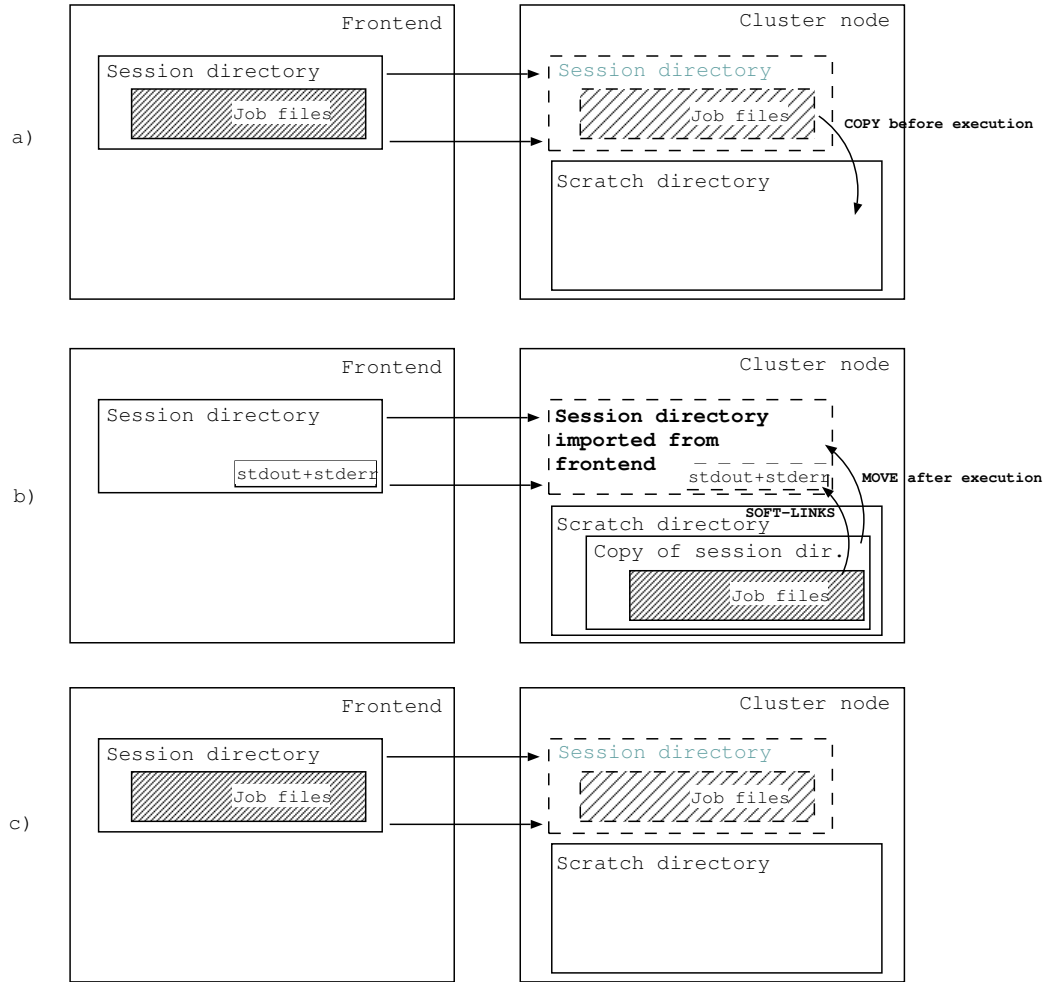 Frontend
Cluster node
Session directory
Job files
Session directory
Job files
a)
COPY before execution
Scratch directory
Frontend
Cluster node
Session directory
stdout+stderr
Session directory
imported from
frontend
stdout+stderr
b)
MOVE after execution
SOFT-LINKS
Scratch directory
Copy of session dir.
Job files
Frontend
Cluster node
Session directory
Job files
Session directory
Job files
c)
Scratch directory